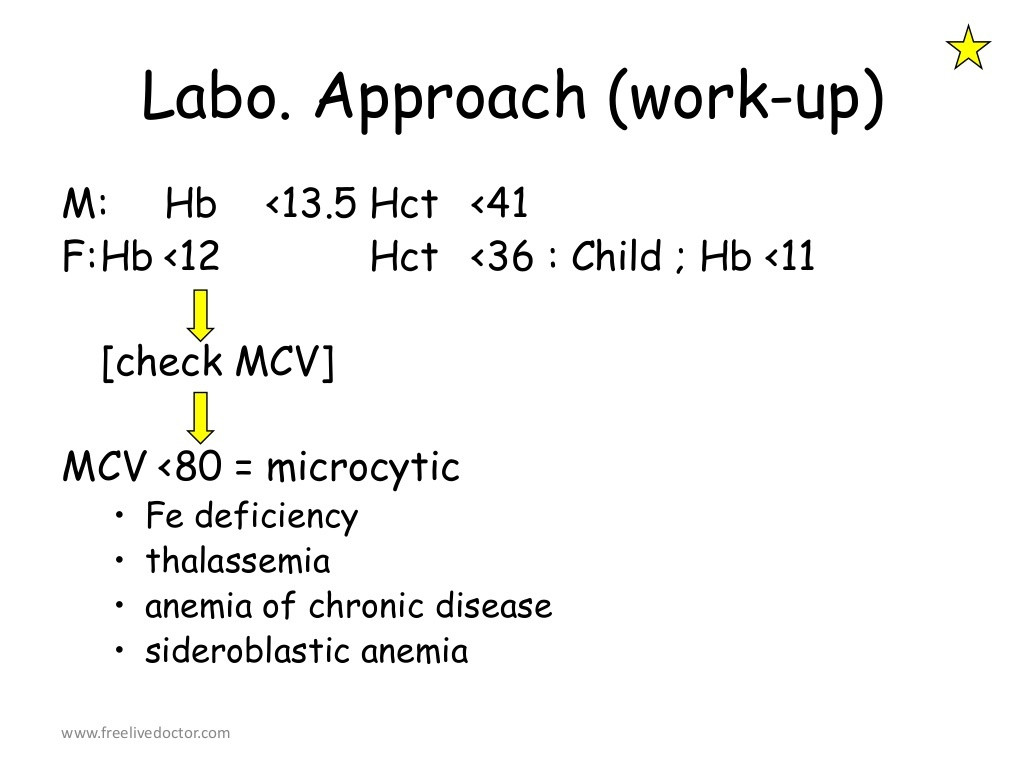 Labo. Approach (work-up)
M: Hb <13.5 Hct <41
F:Hb <12 Hct <36 : Child ; Hb <11
[check MCV]
MCV <80 = microcytic
• Fe deficiency
• thalassemia
• anemia of chronic disease
• sideroblastic anemia
www.freelivedoctor.com